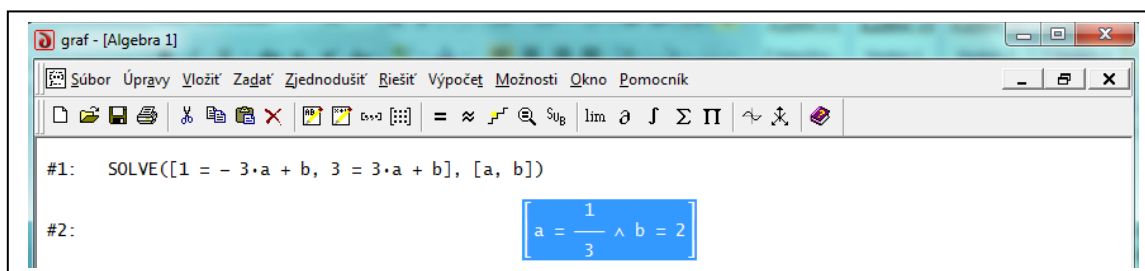 graf - [Algebra 1]
Súbor Úpravy Vložiť Zadať Zjednodušiť Riešiť Výpočet Možnosti Okno Pomocník
= ≈ SUB lim ∂ ∫ Σ Π
#1: SOLVE([1 = - 3·a + b, 3 = 3·a + b], [a, b])
#2: [a = 1/3 ∧ b = 2]